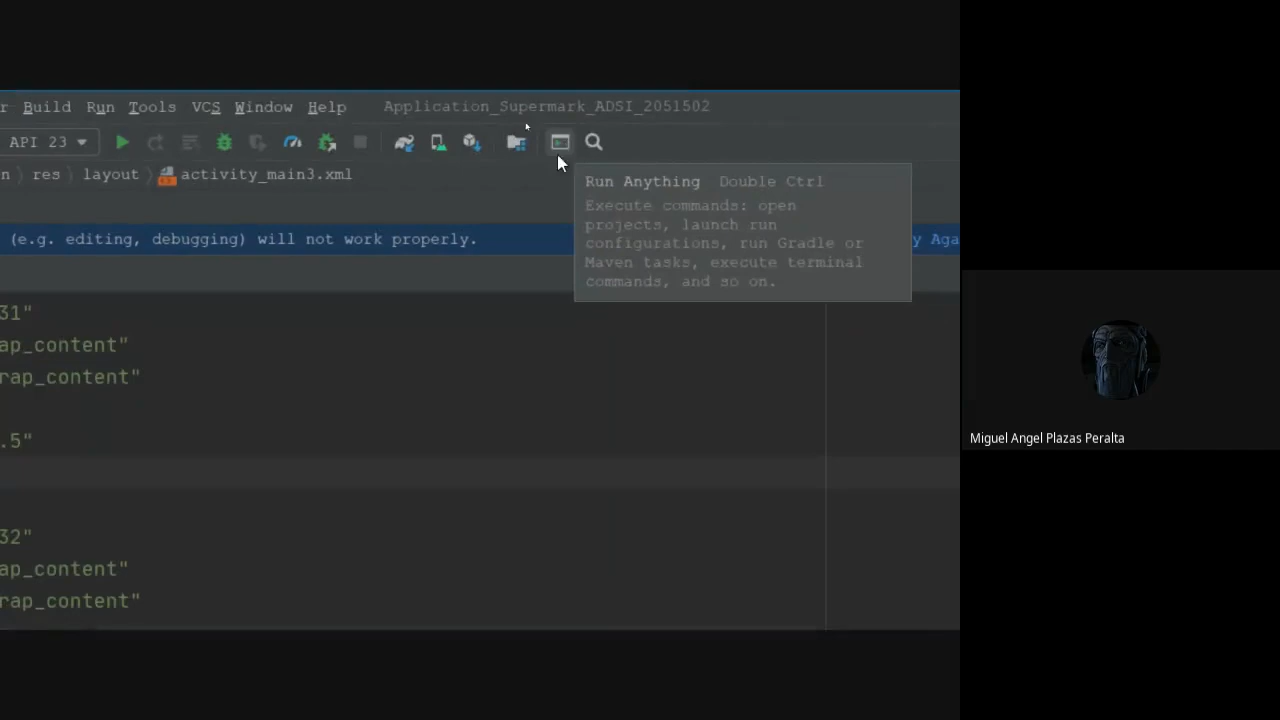 r Build Run Tools VCS Window Help Application_Supermark_ADSI_2051502
API 23
n res layout activity_main3.xml
Run Anything Double Ctrl
Execute commands: open
projects, launch run
configurations, run Gradle or
Maven tasks, execute terminal
commands, and so on.
(e.g. editing, debugging) will not work properly.
y Aga
31"
ap_content"
rap_content"
.5"
Miguel Angel Plazas Peralta
32"
ap_content"
rap_content"